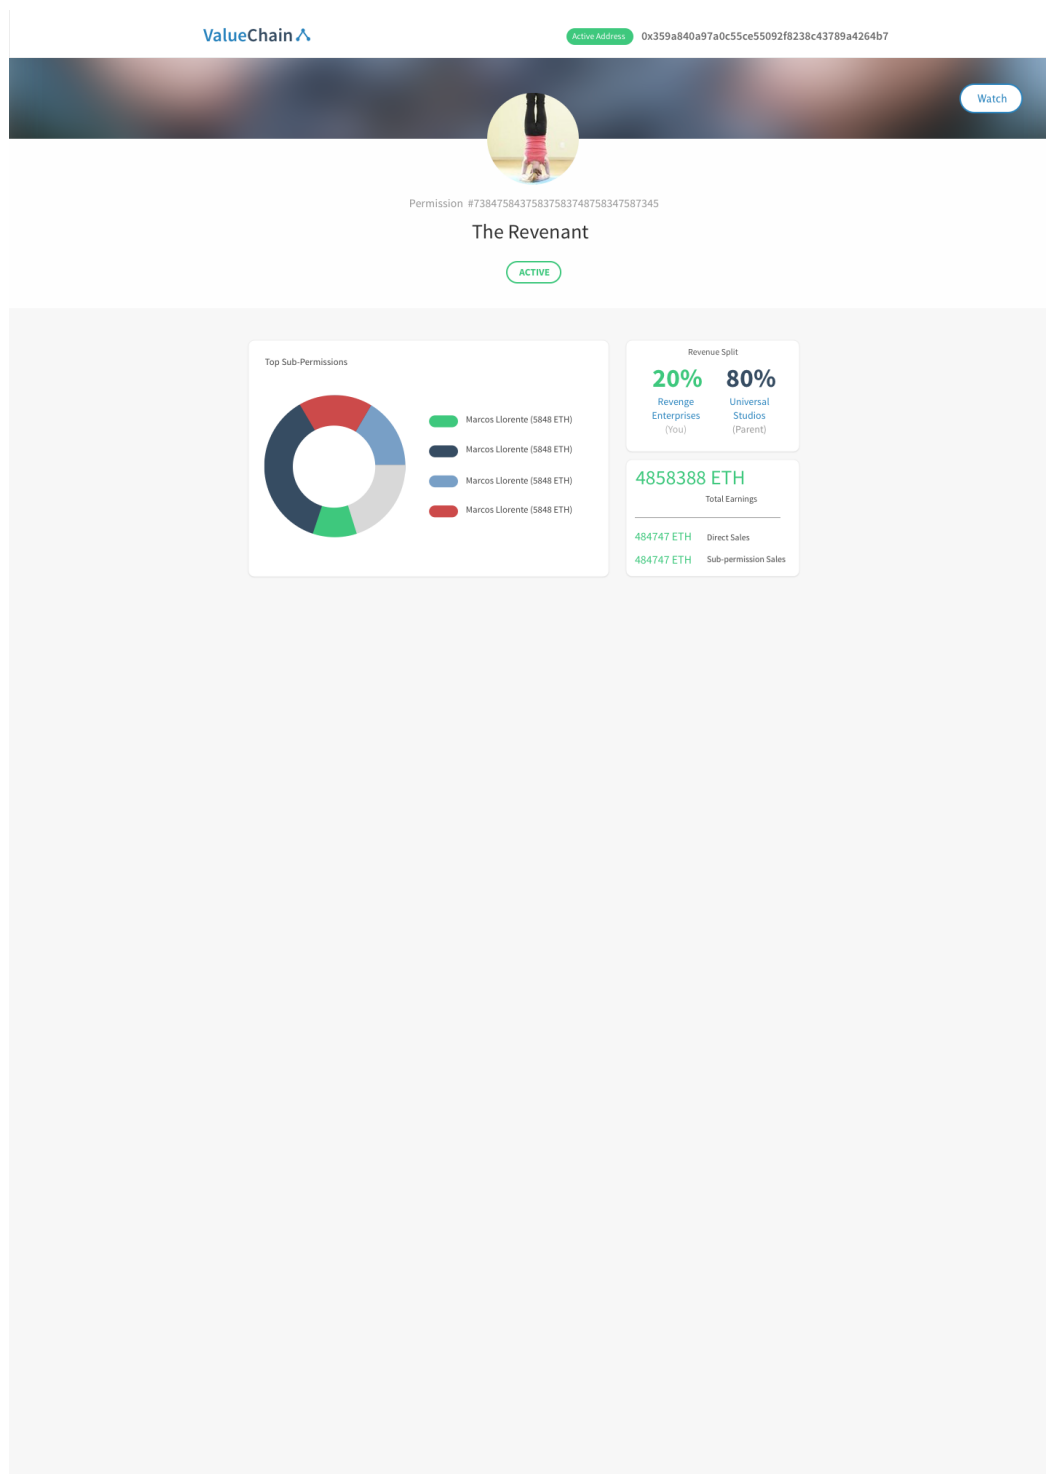 ValueChain
Active Address 0x359a840a97a0c55ce55092f8238c43789a4264b7
Watch
Permission #73847584375837583748758347587345
The Revenant
ACTIVE
Top Sub-Permissions
Marcos Llorente (5848 ETH)
Marcos Llorente (5848 ETH)
Marcos Llorente (5848 ETH)
Marcos Llorente (5848 ETH)
Revenue Split
20% 80%
Revenge Universal
Enterprises Studios
(You) (Parent)
4858388 ETH
Total Earnings
484747 ETH Direct Sales
484747 ETH Sub-permission Sales